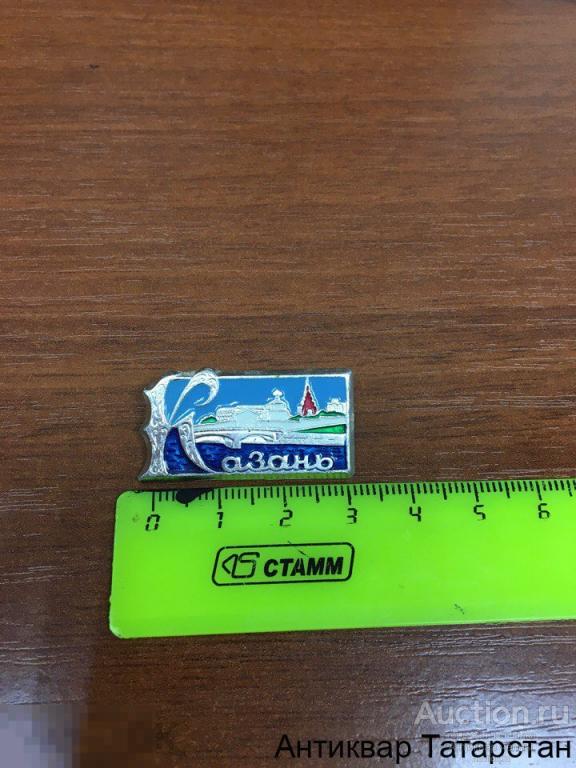 Казань
0 1 2 3 4 5 6
СТАММ
Auction.ru
Антиквар Татарстан